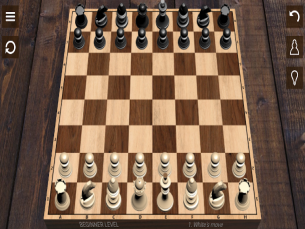 A B C D E F G H
BEGINNER LEVEL 1. White's move